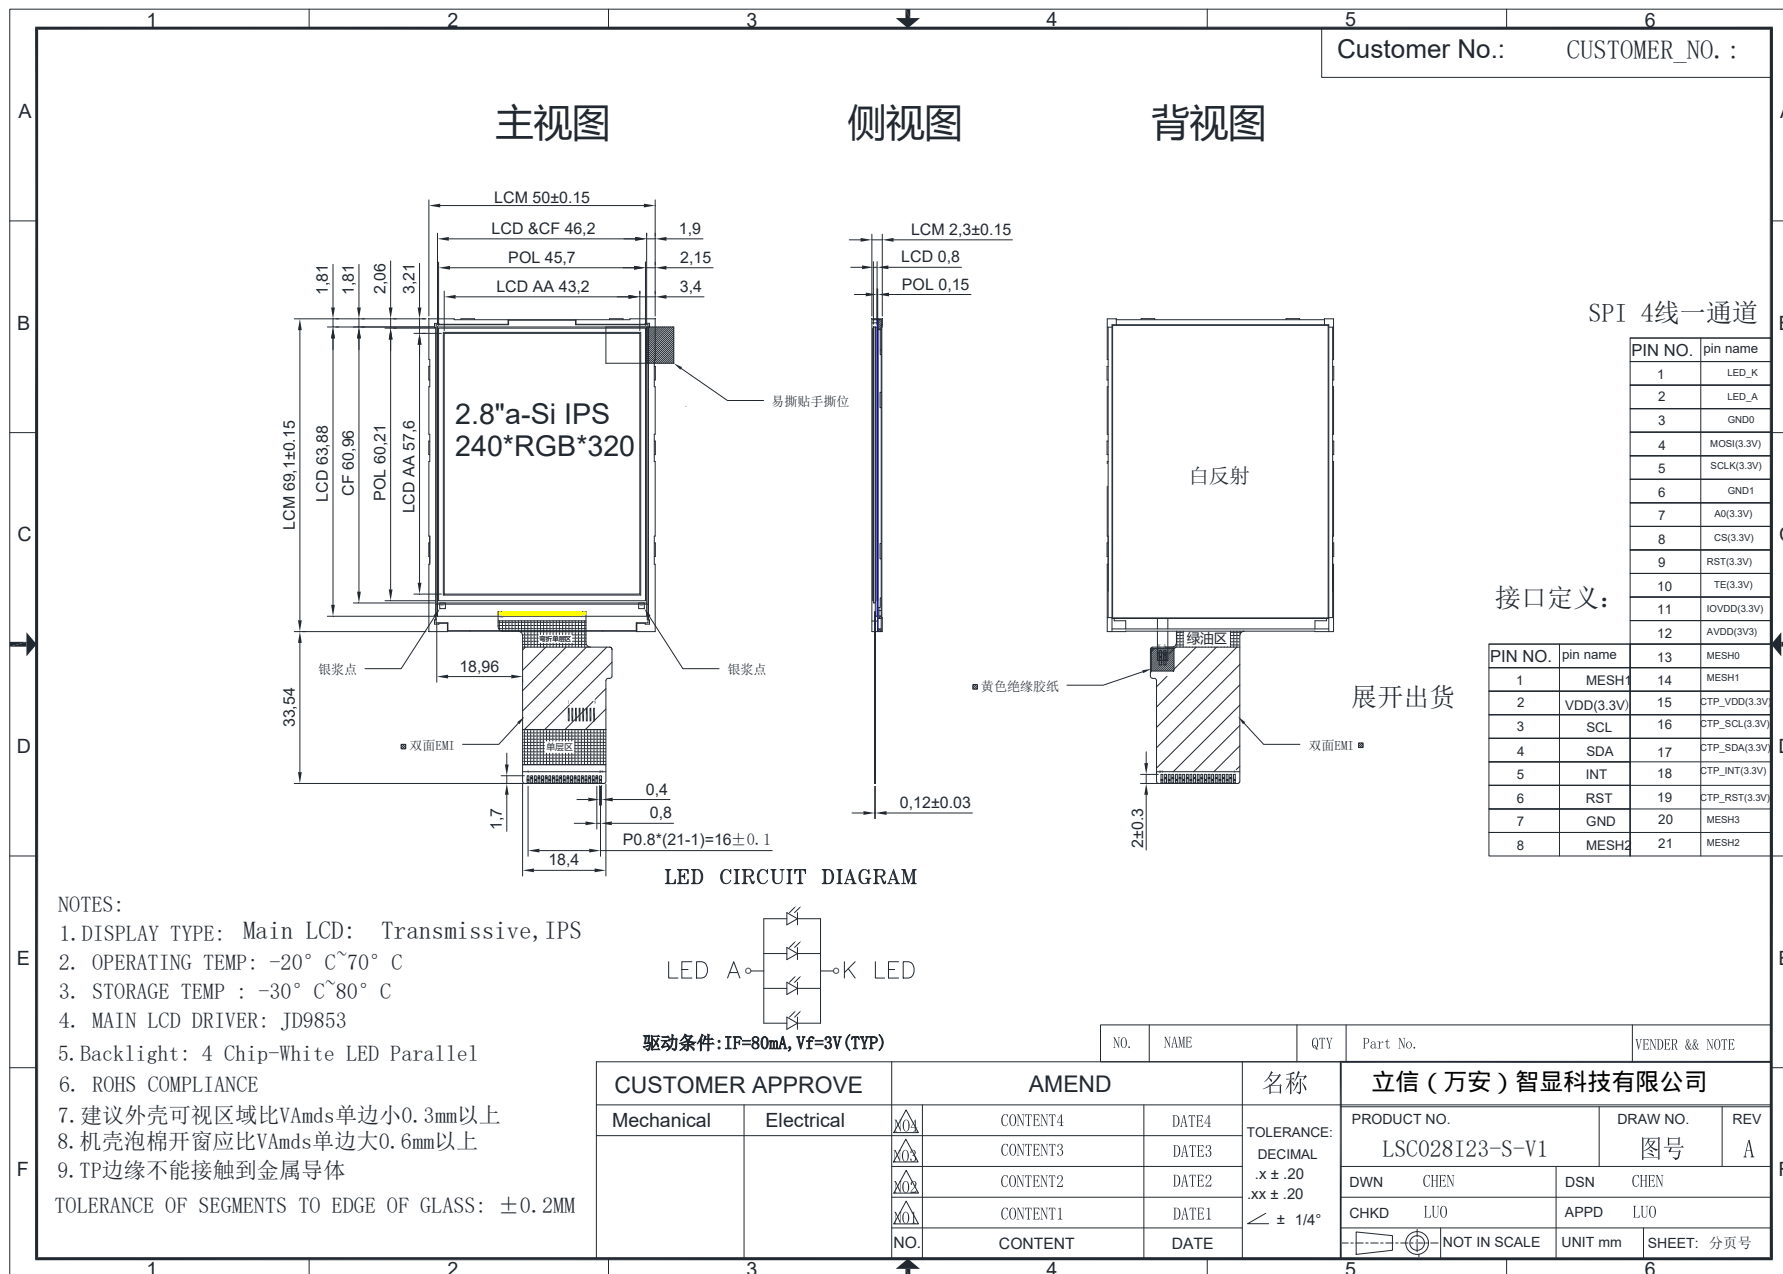 1 2 3 4 5 6
Customer No.: CUSTOMER_NO.:
A
主视图 侧视图 背视图
LCM 50±0.15
LCD &CF 46,2 1,9
POL 45,7 2,15
LCD AA 43,2 3,4
1,81 1,81 2,06 3,21
LCM 2,3±0.15
LCD 0,8
POL 0,15
B
LCM 69,1±0.15
LCD 63,88
CF 60,96
POL 60,21
LCD AA 57,6
2.8"a-Si IPS
240*RGB*320
易撕贴手撕位
白反射
C
弯折单层区
绿油区
银浆点 18,96 银浆点
黄色绝缘胶纸
33,54
双面EMI
单层区
双面EMI
展开出货
D
1,7
0,4
0,8
P0.8*(21-1)=16±0.1
18,4
0,12±0.03
2±0.3
SPI 4线一通道
PIN NO. pin name
1 LED_K
2 LED_A
3 GND0
4 MOSI(3.3V)
5 SCLK(3.3V)
6 GND1
7 A0(3.3V)
8 CS(3.3V)
9 RST(3.3V)
10 TE(3.3V)
11 IOVDD(3.3V)
12 AVDD(3V3)
13 MESH0
14 MESH1
15 CTP_VDD(3.3V)
16 CTP_SCL(3.3V)
17 CTP_SDA(3.3V)
18 CTP_INT(3.3V)
19 CTP_RST(3.3V)
20 MESH3
21 MESH2
接口定义：
PIN NO. pin name
1 MESH1
2 VDD(3.3V)
3 SCL
4 SDA
5 INT
6 RST
7 GND
8 MESH2
LED CIRCUIT DIAGRAM
LED A K LED
驱动条件:IF=80mA,Vf=3V(TYP)
NOTES:
1.DISPLAY TYPE: Main LCD: Transmissive,IPS
E
2. OPERATING TEMP: -20° C~70° C
3. STORAGE TEMP : -30° C~80° C
4. MAIN LCD DRIVER: JD9853
5.Backlight: 4 Chip-White LED Parallel
6. ROHS COMPLIANCE
7.建议外壳可视区域比VAmds单边小0.3mm以上
8.机壳泡棉开窗应比VAmds单边大0.6mm以上
F
9.TP边缘不能接触到金属导体
TOLERANCE OF SEGMENTS TO EDGE OF GLASS: ±0.2MM
NO. NAME QTY Part No. VENDER && NOTE
CUSTOMER APPROVE AMEND 名称 立信（万安）智显科技有限公司
Mechanical Electrical
X04 CONTENT4 DATE4
X03 CONTENT3 DATE3
X02 CONTENT2 DATE2
X01 CONTENT1 DATE1
NO. CONTENT DATE
TOLERANCE:
DECIMAL
.x ± .20
.xx ± .20
± 1/4°
PRODUCT NO. DRAW NO. REV
LSC028I23-S-V1 图号 A
DWN CHEN DSN CHEN
CHKD LUO APPD LUO
NOT IN SCALE UNIT mm SHEET: 分页号
1 2 3 4 5 6